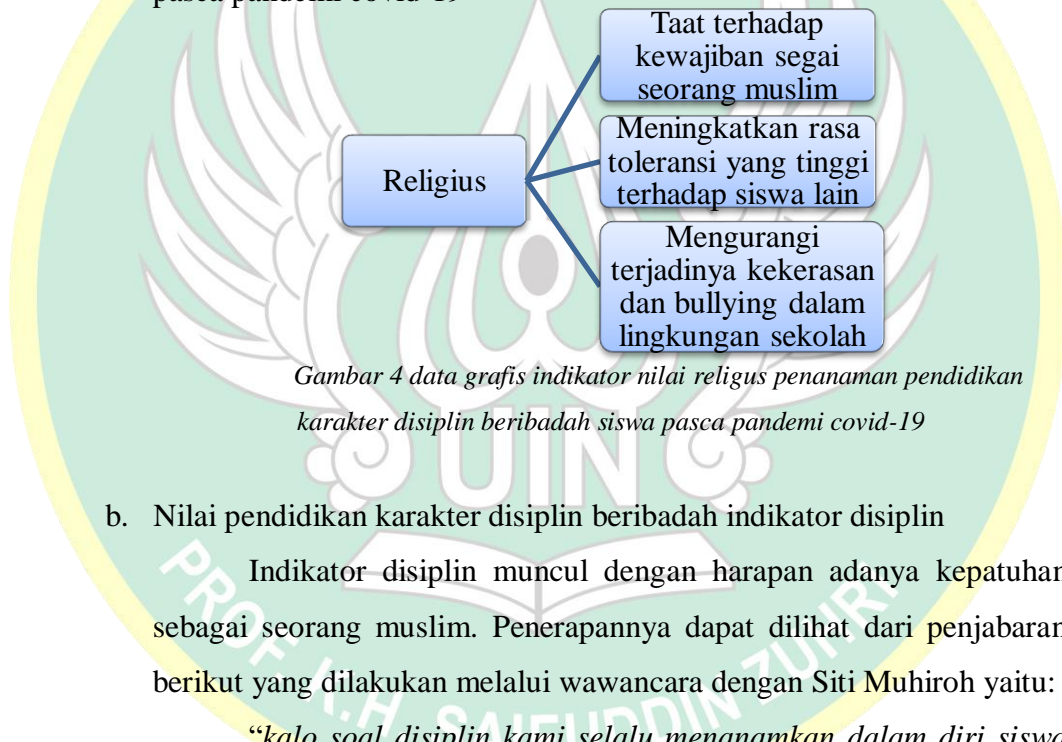 pasca pandemi covid-19
Taat terhadap
kewajiban segai
seorang muslim
Religius
Meningkatkan rasa
toleransi yang tinggi
terhadap siswa lain
Mengurangi
terjadinya kekerasan
dan bullying dalam
lingkungan sekolah
Gambar 4 data grafis indikator nilai religus penanaman pendidikan
karakter disiplin beribadah siswa pasca pandemi covid-19
UIN
b. Nilai pendidikan karakter disiplin beribadah indikator disiplin
Indikator disiplin muncul dengan harapan adanya kepatuhan
sebagai seorang muslim. Penerapannya dapat dilihat dari penjabaran
berikut yang dilakukan melalui wawancara dengan Siti Muhiroh yaitu:
“kalo soal disiplin kami selalu menanamkan dalam diri siswa
PROF. K.H. SAIFUDDIN ZUHRI